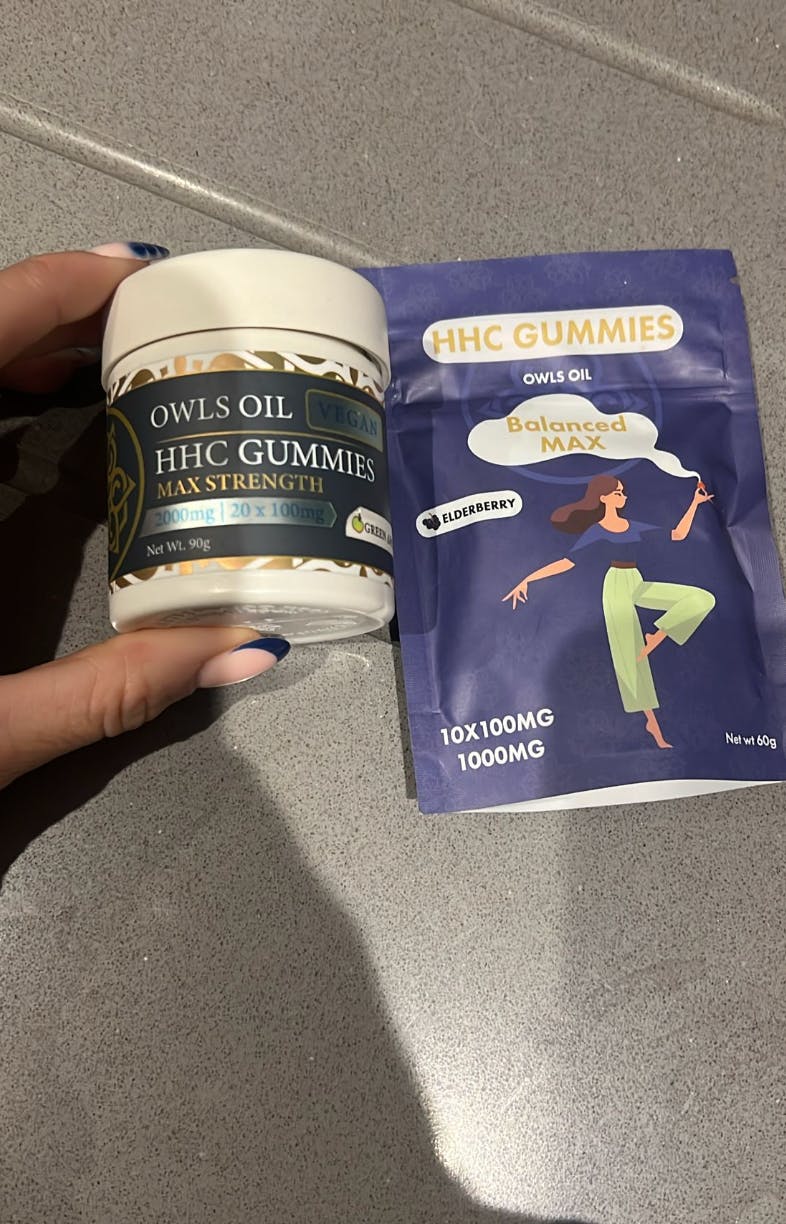 OWLS OIL
VEGAN
HHC GUMMIES
MAX STRENGTH
2000mg | 20 x 100mg
GREEN
Net Wt. 90g
HHC GUMMIES
OWLS OIL
Balanced
MAX
ELDERBERRY
10X100MG
1000MG
Net wt 60g